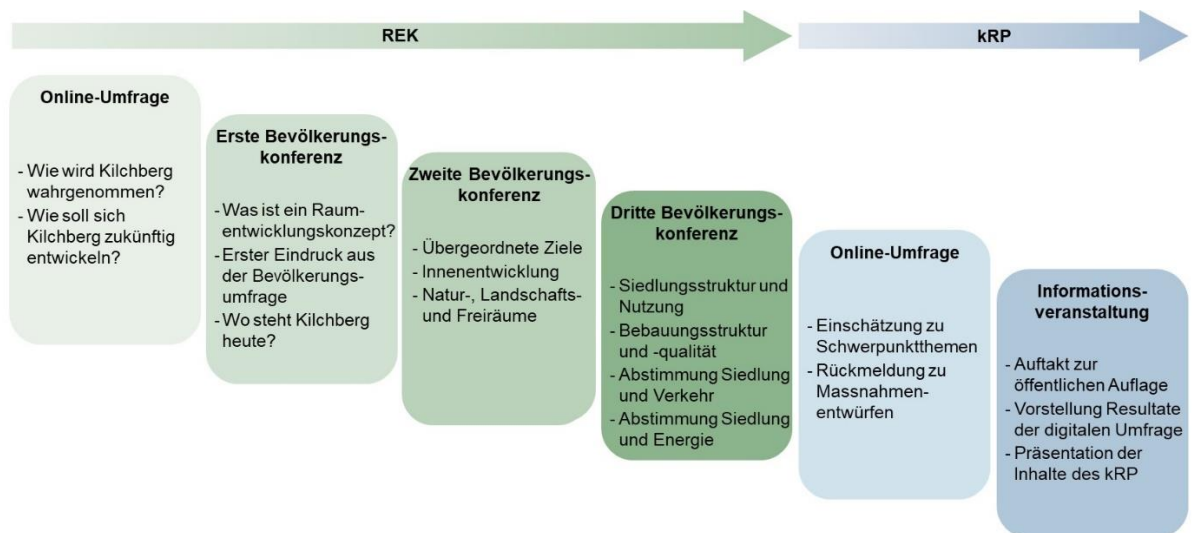 REK
kRP
Online-Umfrage
- Wie wird Kilchberg
wahrgenommen?
- Wie soll sich
Kilchberg zukünftig
entwickeln?
Erste Bevölkerungs-
konferenz
- Was ist ein Raum-
entwicklungskonzept?
- Erster Eindruck aus
der Bevölkerungs-
umfrage
- Wo steht Kilchberg
heute?
Zweite Bevölkerungs-
konferenz
- Übergeordnete Ziele
- Innenentwicklung
- Natur-, Landschafts-
und Freiräume
Dritte Bevölkerungs-
konferenz
- Siedlungsstruktur und
Nutzung
- Bebauungsstruktur
und -qualität
- Abstimmung Siedlung
und Verkehr
- Abstimmung Siedlung
und Energie
Online-Umfrage
- Einschätzung zu
Schwerpunktthemen
- Rückmeldung zu
Massnahmen-
entwürfen
Informations-
veranstaltung
- Auftakt zur
öffentlichen Auflage
- Vorstellung Resultate
der digitalen Umfrage
- Präsentation der
Inhalte des kRP